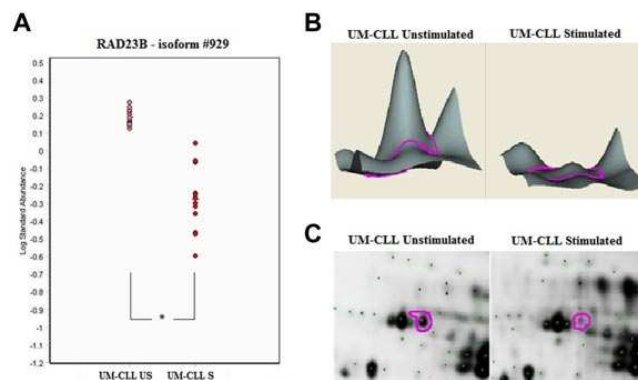 A
RAD23B - isoform #929
Log Standard Abundance
0.5
0.4
0.3
0.2
0.1
0
-0.1
-0.2
-0.3
-0.4
-0.5
-0.6
-0.7
-0.8
-0.9
-1
-1.1
-1.2
UM-CLL US UM-CLL S
B
UM-CLL Unstimulated UM-CLL Stimulated
C
UM-CLL Unstimulated UM-CLL Stimulated